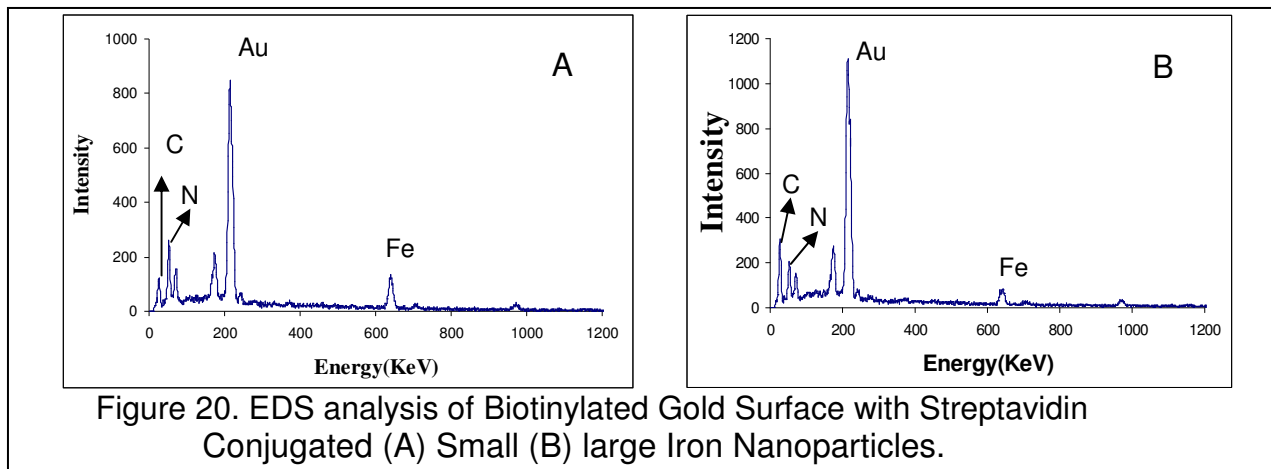 1000
800
600
400
200
0
Intensity
Au
A
C
N
Fe
0 200 400 600 800 1000 1200
Energy(KeV)
1200
1000
800
600
400
200
0
Intensity
Au
B
C
N
Fe
0 200 400 600 800 1000 1200
Energy(KeV)
Figure 20. EDS analysis of Biotinylated Gold Surface with Streptavidin
Conjugated (A) Small (B) large Iron Nanoparticles.